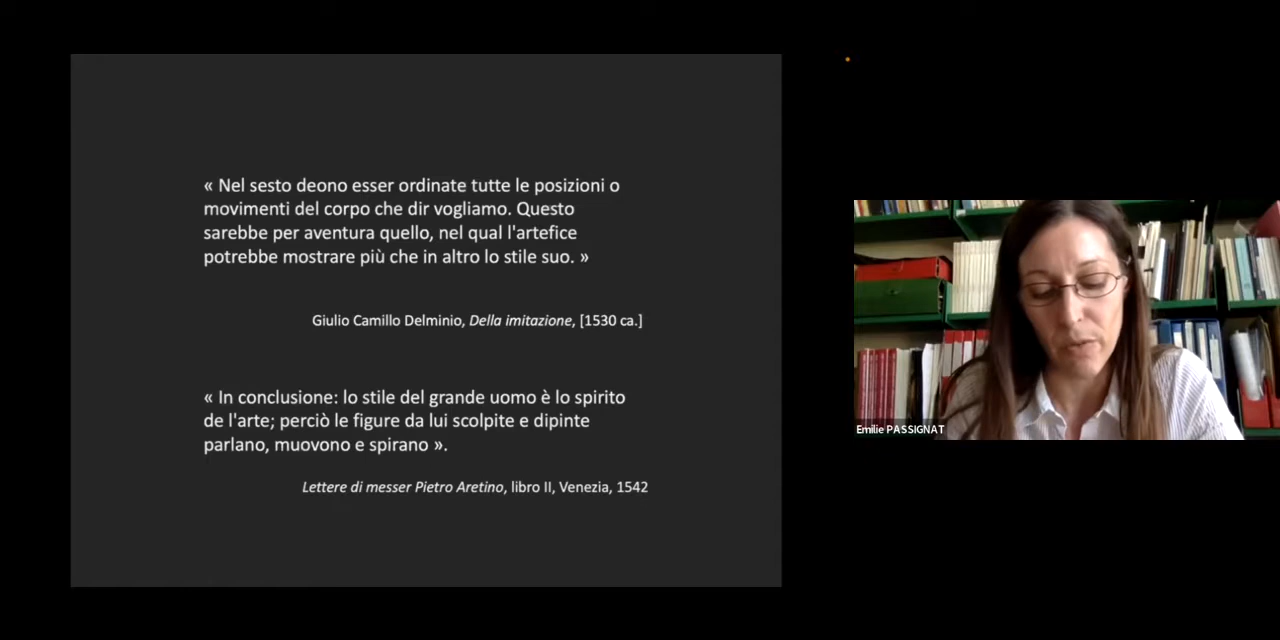 « Nel sesto deono esser ordinate tutte le posizioni o
movimenti del corpo che dir vogliamo. Questo
sarebbe per aventura quello, nel qual l'artefice
potrebbe mostrare più che in altro lo stile suo. »
Giulio Camillo Delminio, Della imitazione, [1530 ca.]
« In conclusione: lo stile del grande uomo è lo spirito
de l'arte; perciò le figure da lui scolpite e dipinte
parlano, muovono e spirano ».
Lettere di messer Pietro Aretino, libro II, Venezia, 1542
Emilie PASSIGNAT